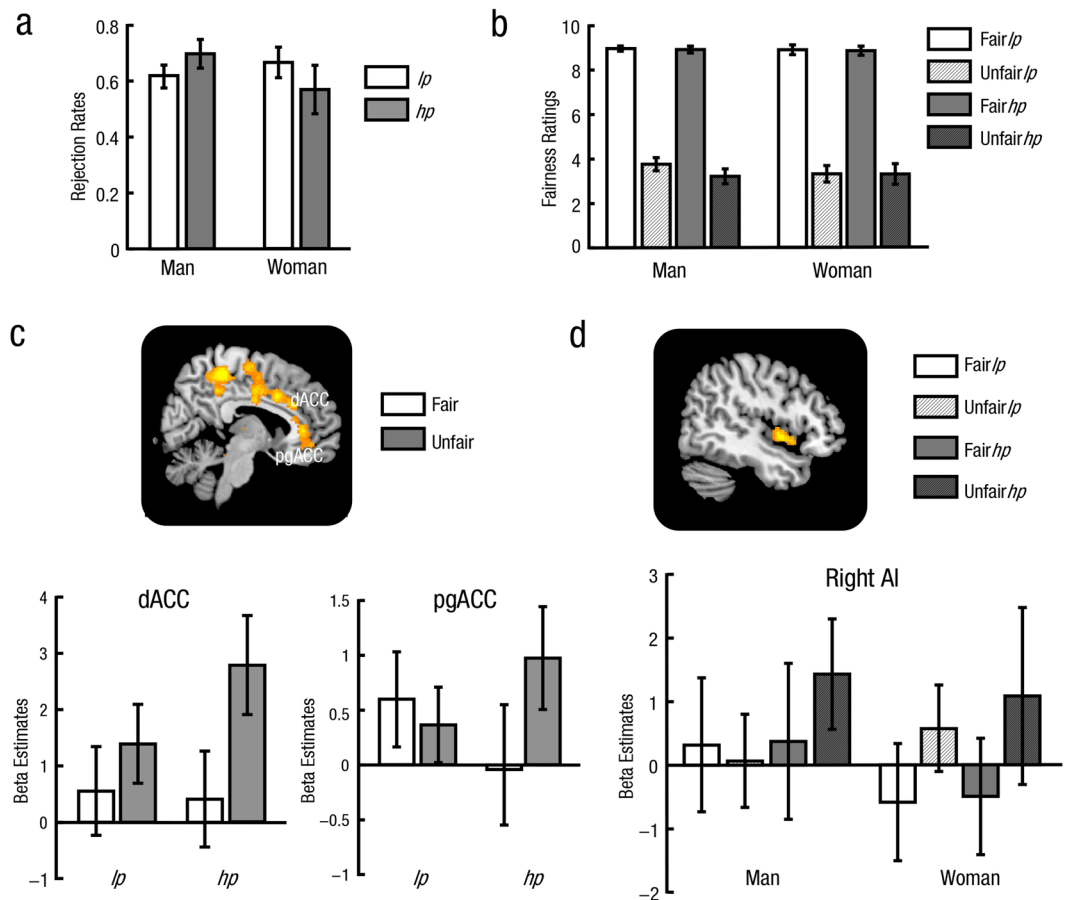 a
Rejection Rates
0.8
0.6
0.4
0.2
0
Man
Woman
lp
hp
b
Fairness Ratings
10
8
6
4
2
0
Man
Woman
Fair lp
Unfair lp
Fair hp
Unfair hp
c
dACC
pgACC
Fair
Unfair
dACC
Beta Estimates
4
3
2
1
0
−1
lp
hp
pgACC
Beta Estimates
1.5
1
0.5
0
−0.5
−1
lp
hp
d
Fair lp
Unfair lp
Fair hp
Unfair hp
Right AI
Beta Estimates
3
2
1
0
−1
−2
Man
Woman